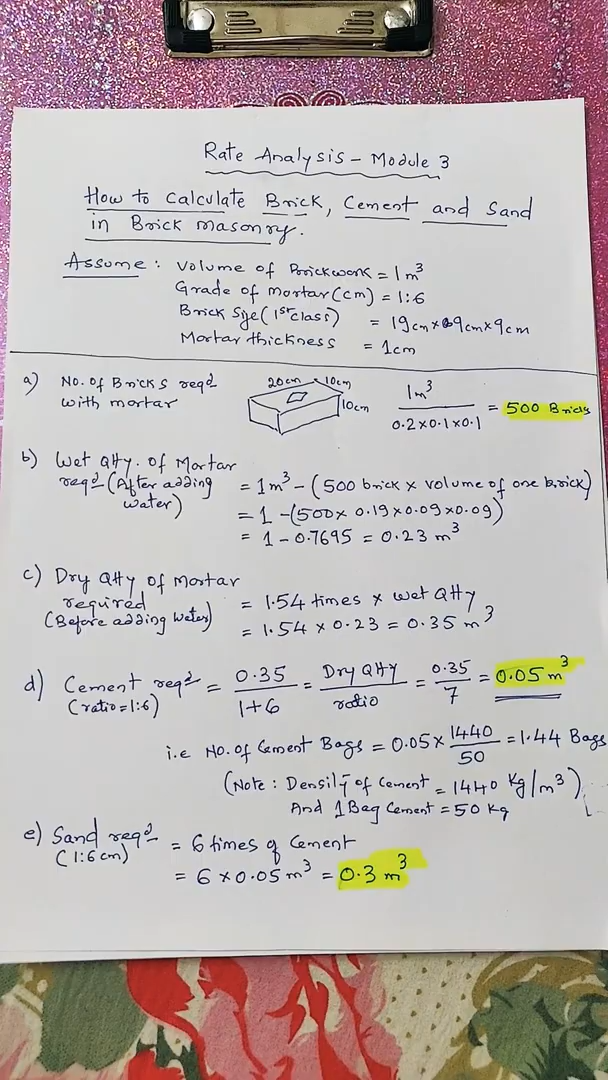 Rate Analysis - Module 3
How to Calculate Brick, Cement and Sand
in Brick masonry.
Assume : Volume of Brickwork = 1m³
Grade of Mortar (cm) = 1:6
Brick Size (1st class) = 19cm x 9cm x 9cm
Mortar thickness = 1cm
a) No. of Bricks reqd
with mortar
20cm 10cm
10cm
1m³ / 0.2x0.1x0.1 = 500 Bricks
b) Wet Qty. of Mortar
reqd (After adding = 1m³ - (500 brick x volume of one brick)
water) = 1 - (500 x 0.19 x 0.09 x 0.09)
= 1 - 0.7695 = 0.23 m³
c) Dry Qty of Mortar
required = 1.54 times x wet Qty
(Before adding water) = 1.54 x 0.23 = 0.35 m³
d) Cement reqd = 0.35 / 1+6 = Dry Qty / ratio = 0.35 / 7 = 0.05 m³
(ratio = 1:6)
i.e No. of Cement Bags = 0.05 x 1440 / 50 = 1.44 Bags
(Note : Density of Cement = 1440 Kg/m³)
And 1 Bag Cement = 50 Kg
e) Sand reqd = 6 times of Cement
(1:6 cm)
= 6 x 0.05 m³ = 0.3 m³